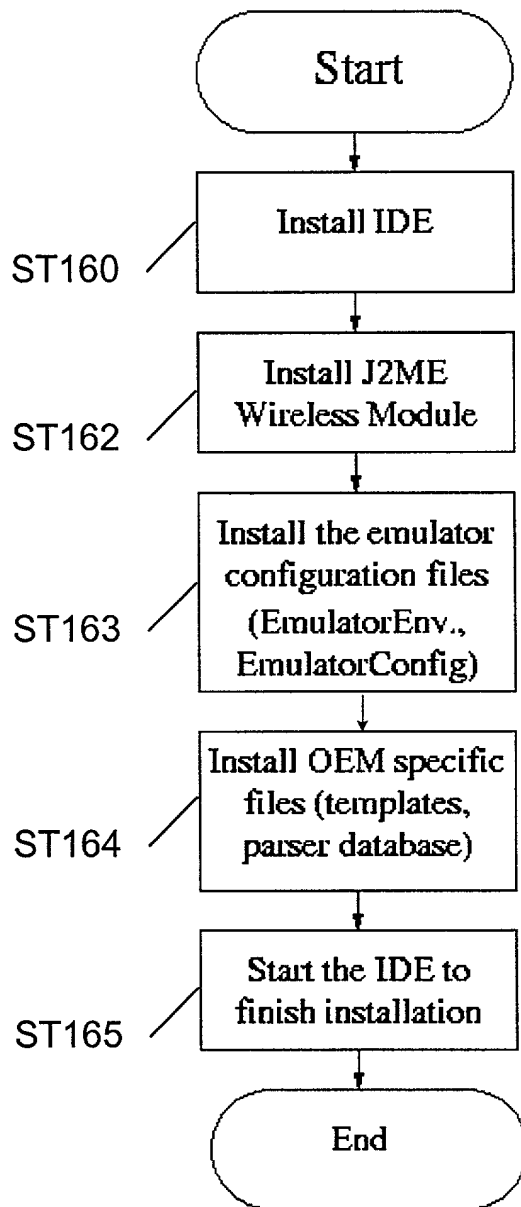 Start
Install IDE
ST160
Install J2ME
Wireless Module
ST162
Install the emulator
configuration files
(EmulatorEnv.,
EmulatorConfig)
ST163
Install OEM specific
files (templates,
parser database)
ST164
Start the IDE to
finish installation
ST165
End